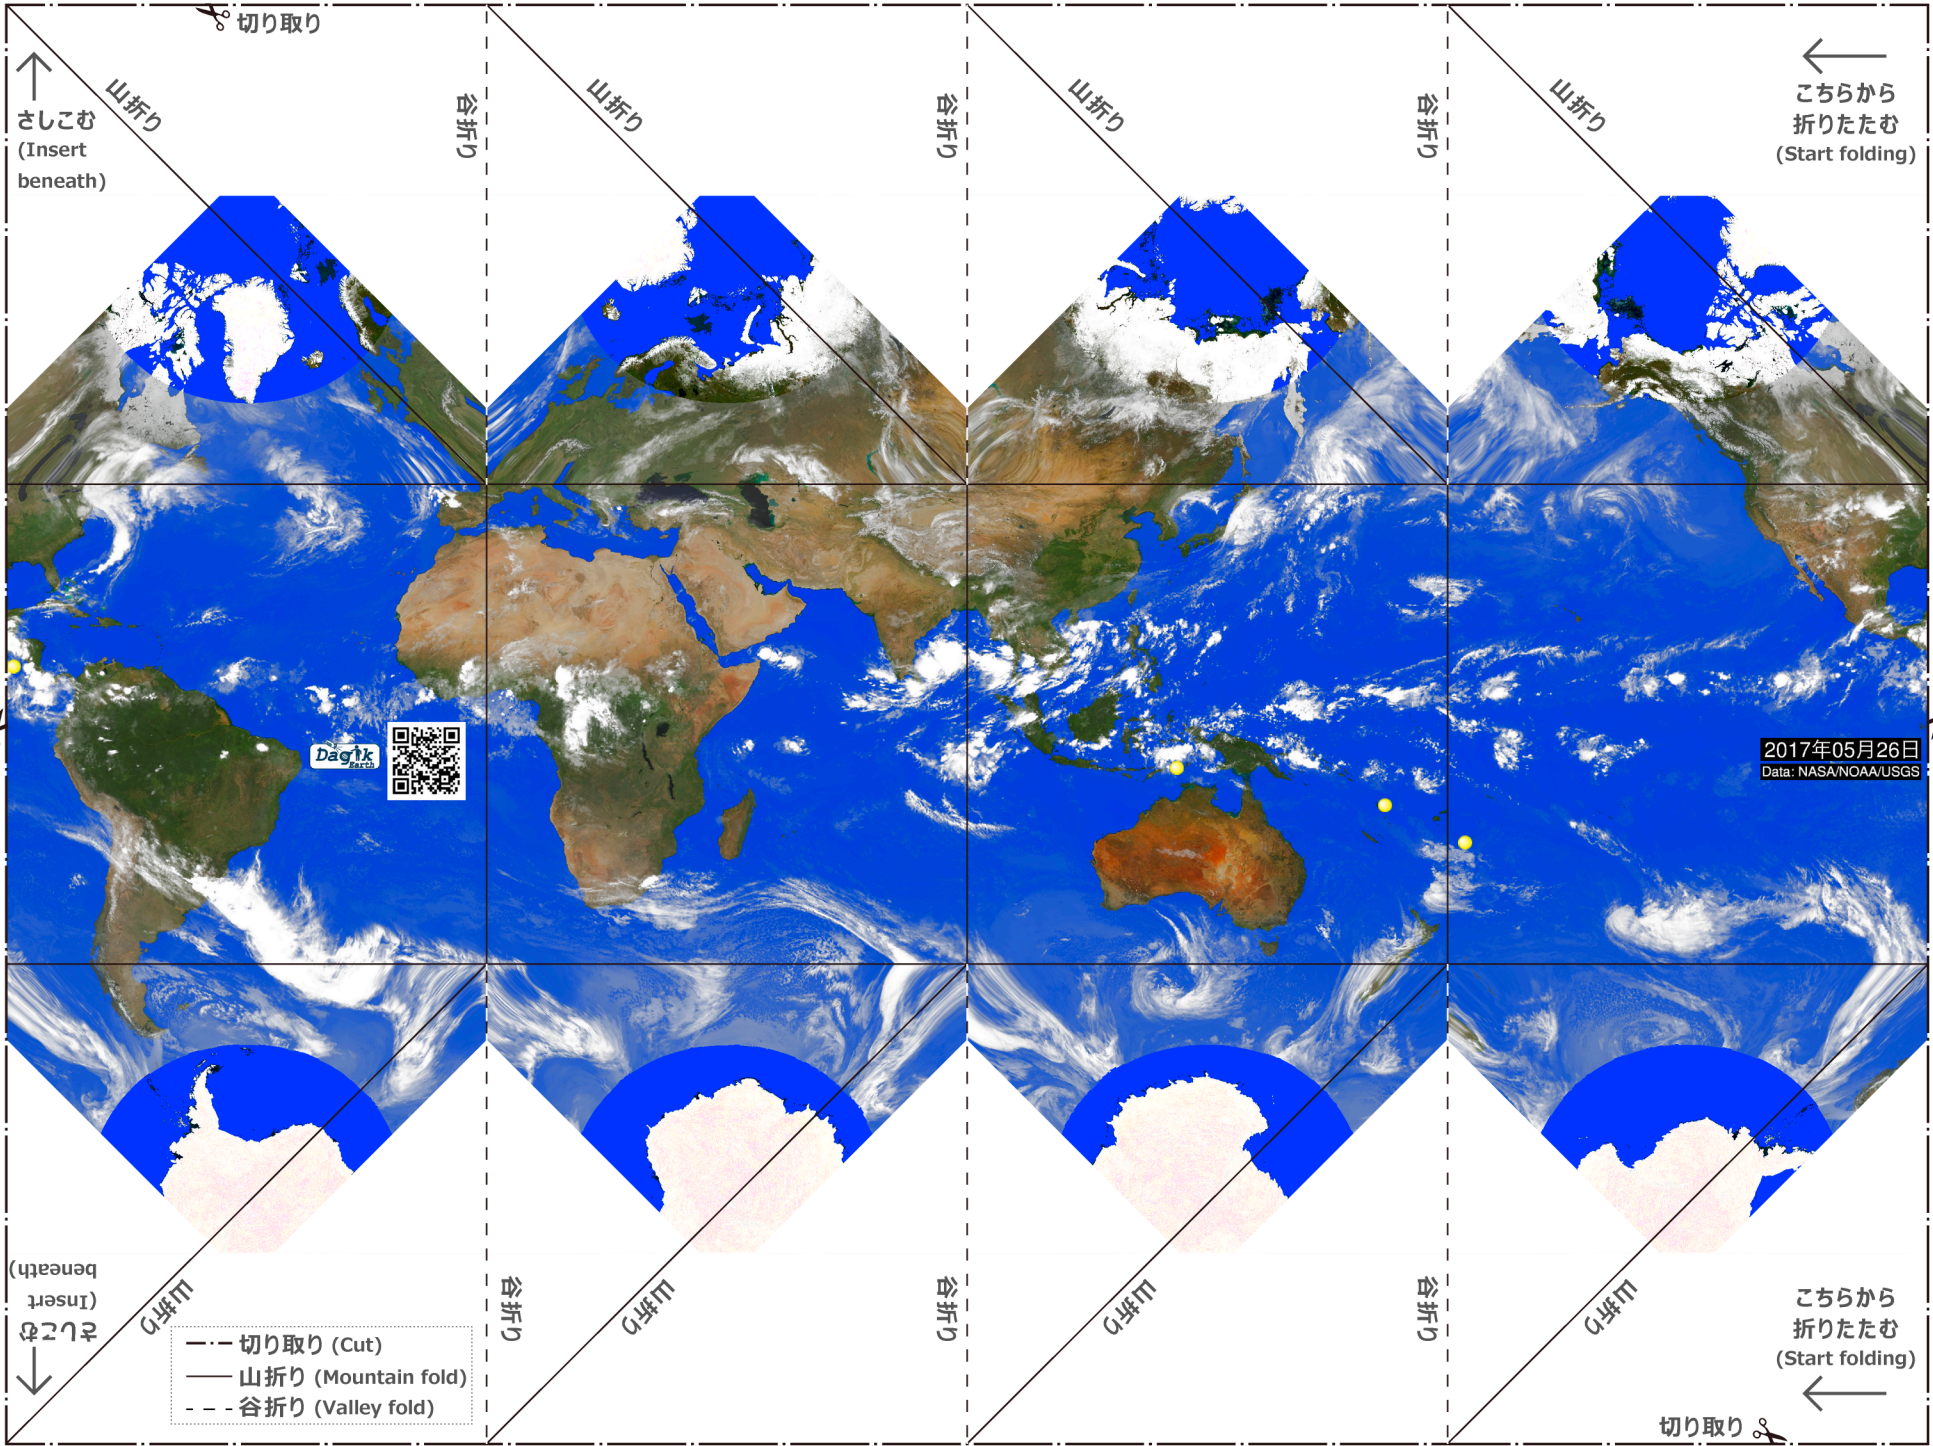 切り取り
さしこむ
(Insert
beneath)
山折り
谷折り
山折り
谷折り
山折り
谷折り
山折り
こちらから
折りたたむ
(Start folding)
Dagik
Earth
2017年05月26日
Data: NASA/NOAA/USGS
さしこむ
(Insert
beneath)
山折り
谷折り
山折り
谷折り
山折り
谷折り
山折り
こちらから
折りたたむ
(Start folding)
切り取り (Cut)
山折り (Mountain fold)
谷折り (Valley fold)
切り取り